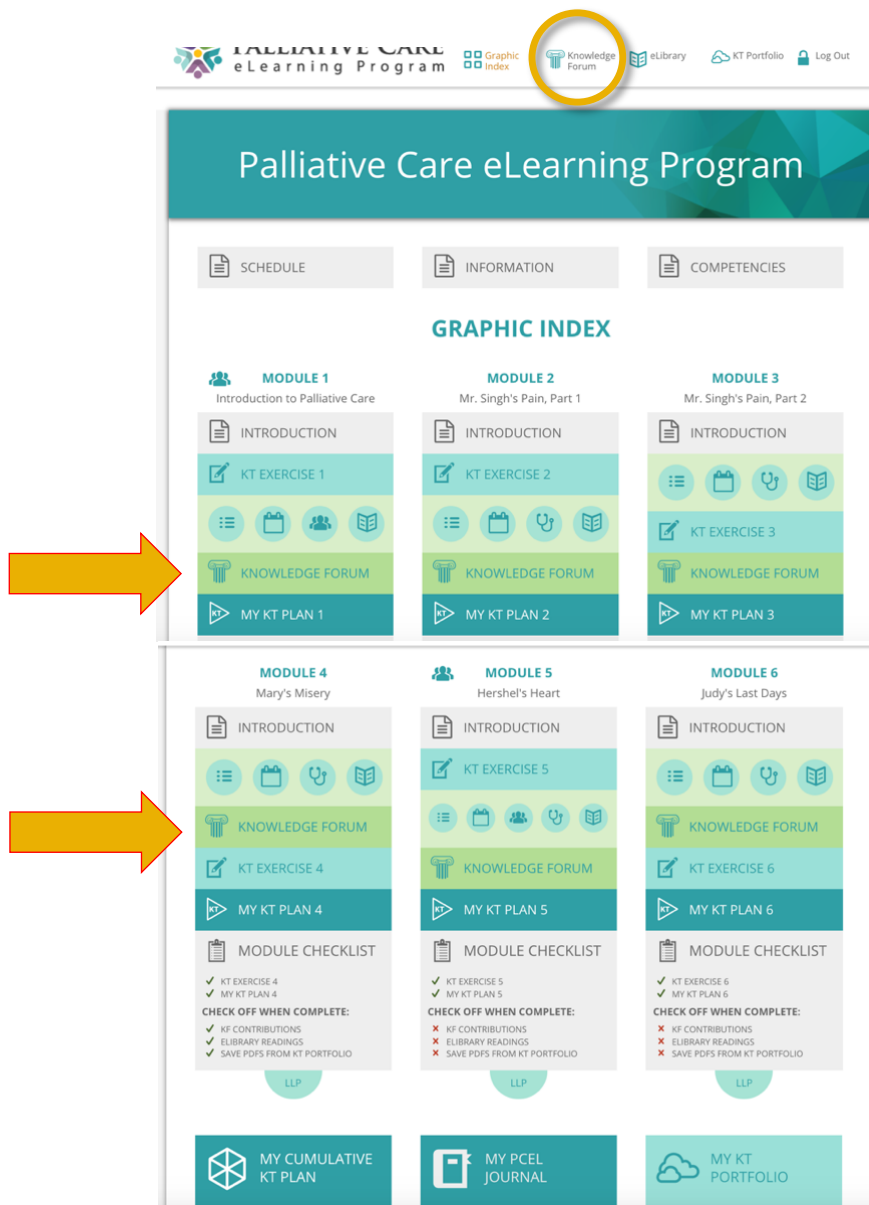 PALLIATIVE CARE
eLearning Program
Graphic
Index
Knowledge
Forum
eLibrary
KT Portfolio
Log Out
Palliative Care eLearning Program
SCHEDULE
INFORMATION
COMPETENCIES
GRAPHIC INDEX
MODULE 1
Introduction to Palliative Care
INTRODUCTION
KT EXERCISE 1
KNOWLEDGE FORUM
KT
MY KT PLAN 1
MODULE 2
Mr. Singh's Pain, Part 1
INTRODUCTION
KT EXERCISE 2
KNOWLEDGE FORUM
KT
MY KT PLAN 2
MODULE 3
Mr. Singh's Pain, Part 2
INTRODUCTION
KT EXERCISE 3
KNOWLEDGE FORUM
KT
MY KT PLAN 3
MODULE 4
Mary's Misery
INTRODUCTION
KNOWLEDGE FORUM
KT EXERCISE 4
KT
MY KT PLAN 4
MODULE CHECKLIST
KT EXERCISE 4
MY KT PLAN 4
CHECK OFF WHEN COMPLETE:
KF CONTRIBUTIONS
ELIBRARY READINGS
SAVE PDFS FROM KT PORTFOLIO
LLP
MODULE 5
Hershel's Heart
INTRODUCTION
KT EXERCISE 5
KNOWLEDGE FORUM
KT
MY KT PLAN 5
MODULE CHECKLIST
KT EXERCISE 5
MY KT PLAN 5
CHECK OFF WHEN COMPLETE:
KF CONTRIBUTIONS
ELIBRARY READINGS
SAVE PDFS FROM KT PORTFOLIO
LLP
MODULE 6
Judy's Last Days
INTRODUCTION
KNOWLEDGE FORUM
KT EXERCISE 6
KT
MY KT PLAN 6
MODULE CHECKLIST
KT EXERCISE 6
MY KT PLAN 6
CHECK OFF WHEN COMPLETE:
KF CONTRIBUTIONS
ELIBRARY READINGS
SAVE PDFS FROM KT PORTFOLIO
LLP
MY CUMULATIVE
KT PLAN
MY PCEL
JOURNAL
MY KT
PORTFOLIO